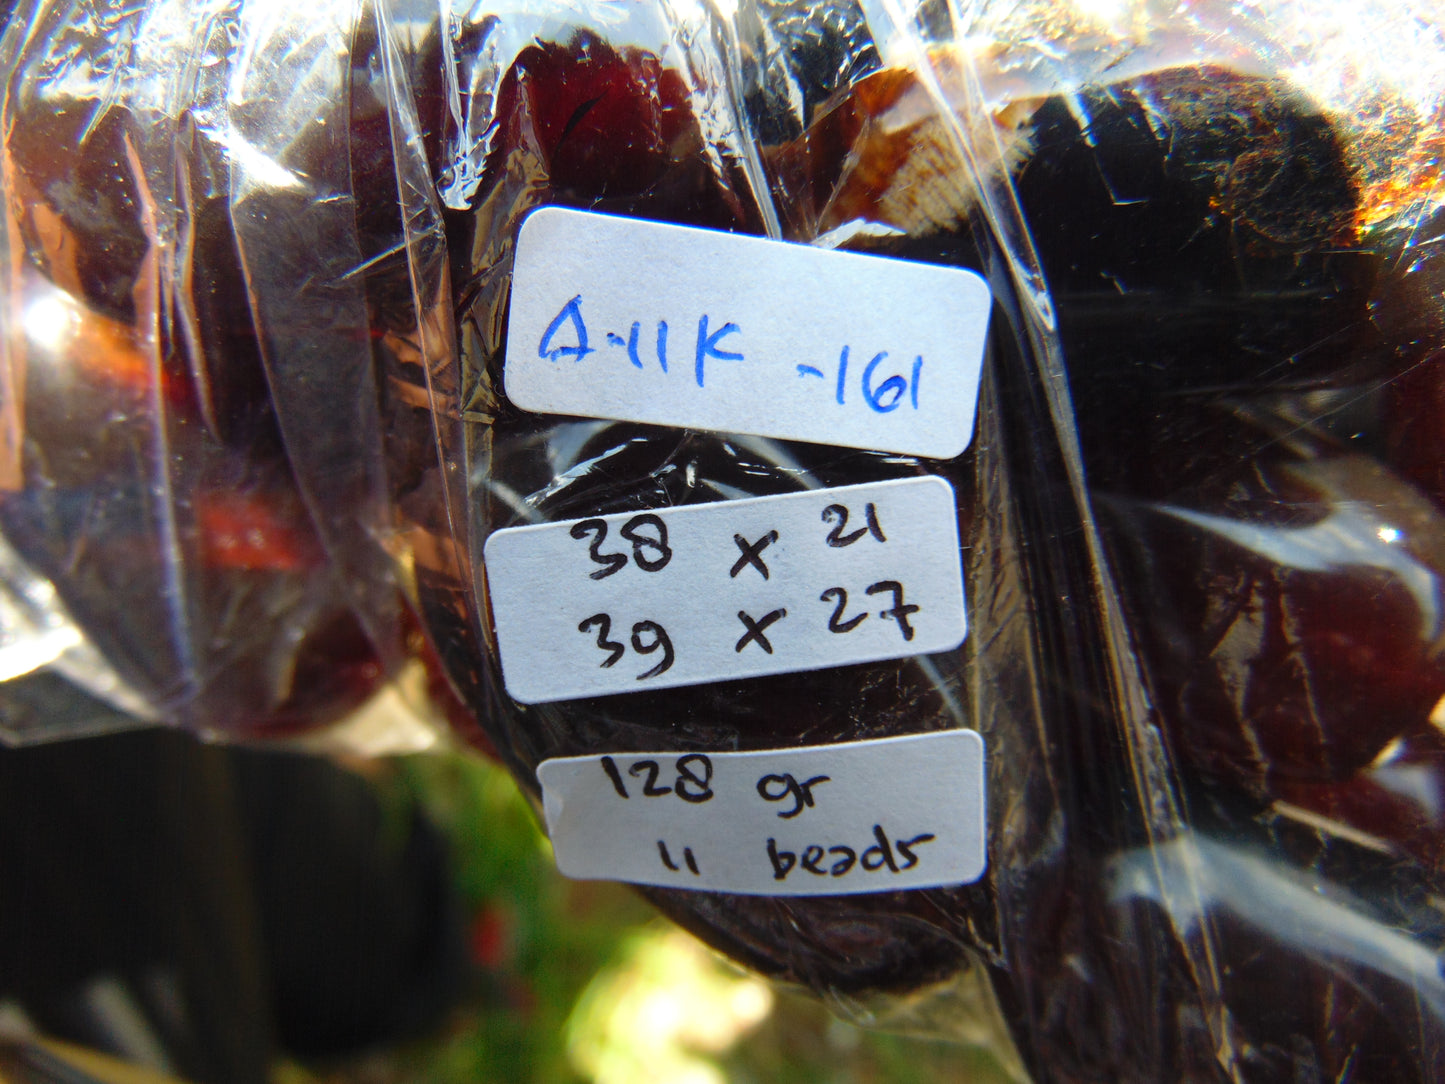 A-11K -161
38 x 21
39 x 27
128 gr
11 beads